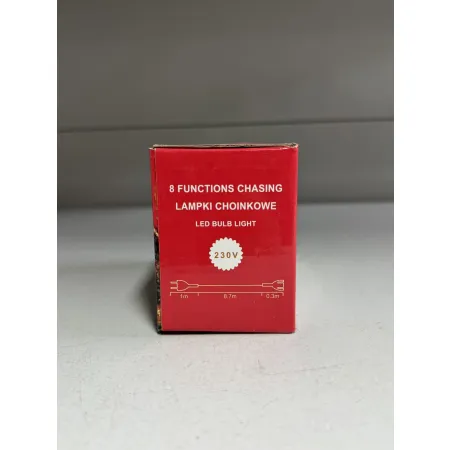 8 FUNCTIONS CHASING
LAMPKI CHOINKOWE
LED BULB LIGHT
230V
1m 6.7m 0.3m